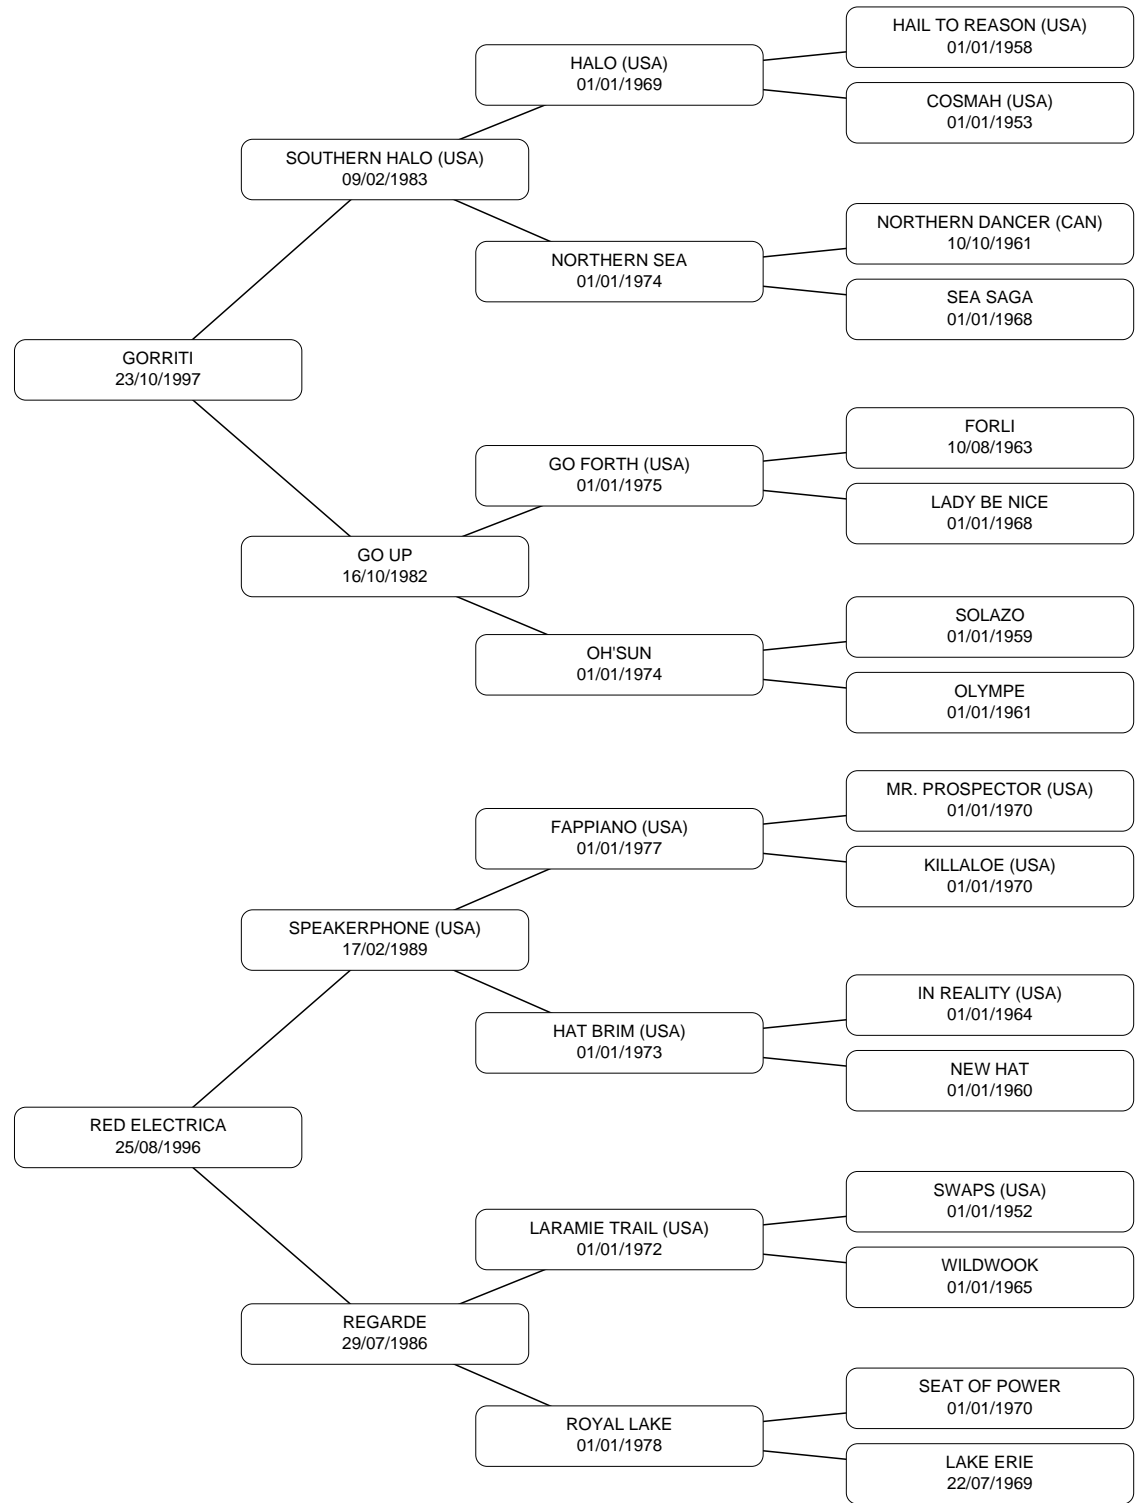 HAIL TO REASON (USA)
01/01/1958
HALO (USA)
01/01/1969
COSMAH (USA)
01/01/1953
SOUTHERN HALO (USA)
09/02/1983
NORTHERN DANCER (CAN)
10/10/1961
NORTHERN SEA
01/01/1974
SEA SAGA
01/01/1968
GORRITI
23/10/1997
FORLI
10/08/1963
GO FORTH (USA)
01/01/1975
LADY BE NICE
01/01/1968
GO UP
16/10/1982
SOLAZO
01/01/1959
OH'SUN
01/01/1974
OLYMPE
01/01/1961
MR. PROSPECTOR (USA)
01/01/1970
FAPPIANO (USA)
01/01/1977
KILLALOE (USA)
01/01/1970
SPEAKERPHONE (USA)
17/02/1989
IN REALITY (USA)
01/01/1964
HAT BRIM (USA)
01/01/1973
NEW HAT
01/01/1960
RED ELECTRICA
25/08/1996
SWAPS (USA)
01/01/1952
LARAMIE TRAIL (USA)
01/01/1972
WILDWOOK
01/01/1965
REGARDE
29/07/1986
SEAT OF POWER
01/01/1970
ROYAL LAKE
01/01/1978
LAKE ERIE
22/07/1969